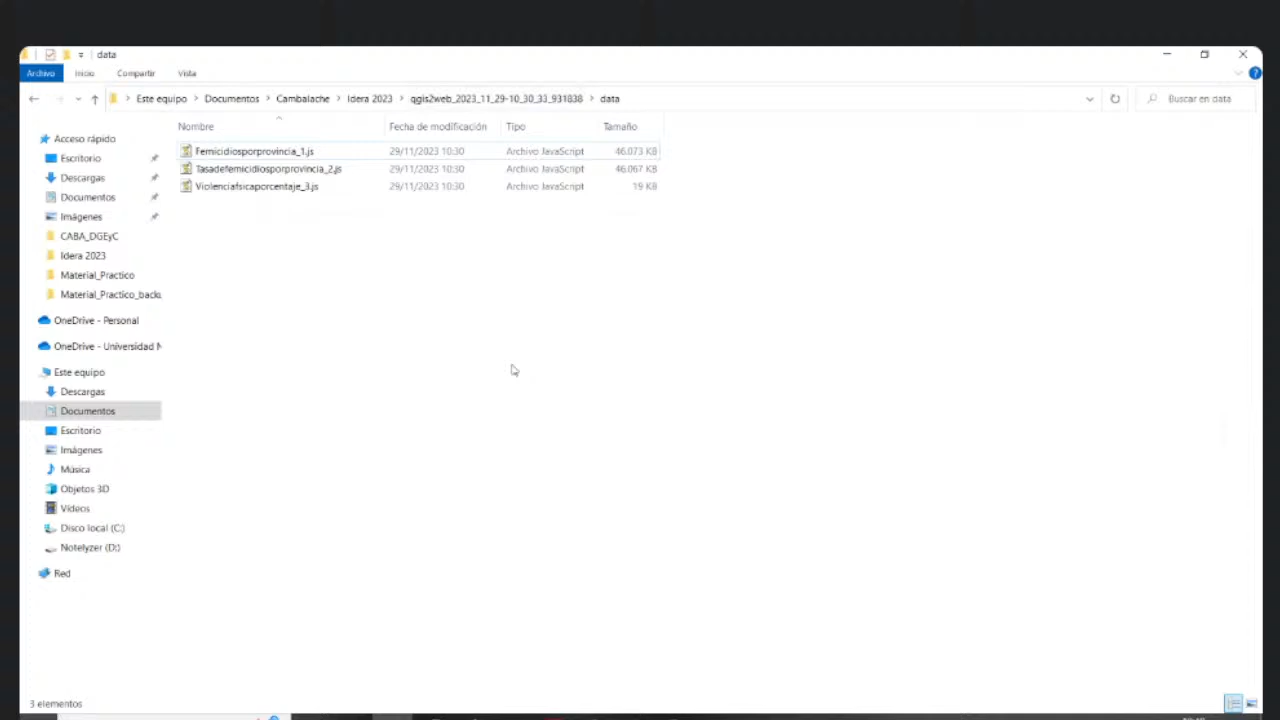 data
Archivo Inicio Compartir Vista
Este equipo > Documentos > Cambalache > Idera 2023 > qgis2web_2023_11_29-10_30_33_931838 > data
Buscar en data
Nombre Fecha de modificación Tipo Tamaño
Femicidiosporprovincia_1.js 29/11/2023 10:30 Archivo JavaScript 46.073 KB
Tasadefemicidiosporprovincia_2.js 29/11/2023 10:30 Archivo JavaScript 46.067 KB
Violenciafsicaporcentaje_3.js 29/11/2023 10:30 Archivo JavaScript 19 KB
Acceso rápido
Escritorio
Descargas
Documentos
Imágenes
CABA_DGEyC
Idera 2023
Material_Practico
Material_Practico_backu
OneDrive - Personal
OneDrive - Universidad N
Este equipo
Descargas
Documentos
Escritorio
Imágenes
Música
Objetos 3D
Vídeos
Disco local (C:)
Notelyzer (D:)
Red
3 elementos